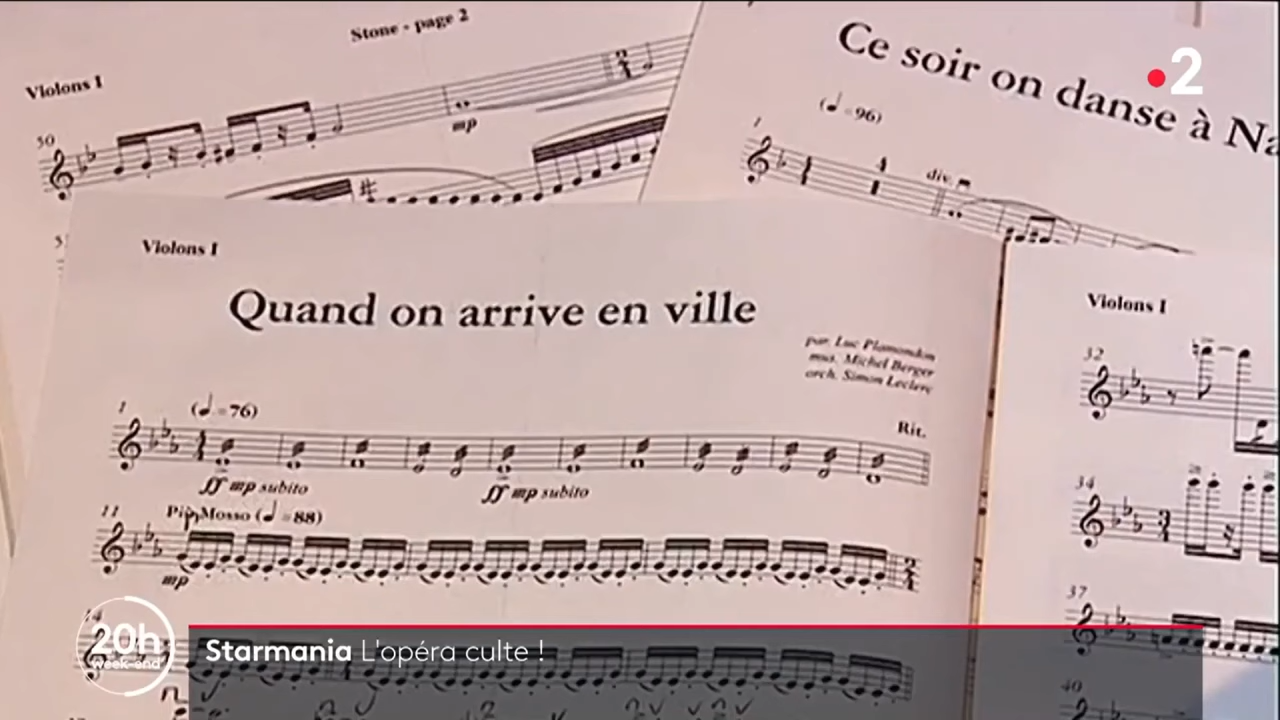 Stone - page 2
Violons I
50
mp
Ce soir on danse à Na
(♩=96)
1
div.
2
Violons I
Quand on arrive en ville
par. Luc Plamondon
mus. Michel Berger
orch. Simon Leclerc
1
(♩=76)
Rit.
ff mp subito
ff mp subito
11
Più Mosso (♩=88)
mp
Violons I
32
34
37
40
20h
week-end
Starmania L'opéra culte !